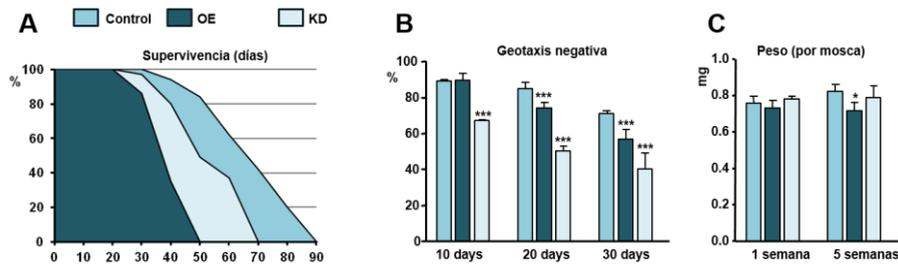 A
Control
OE
KD
Supervivencia (días)
%
100
80
60
40
20
0
0 10 20 30 40 50 60 70 80 90
B
Geotaxis negativa
%
100
80
60
40
20
0
***
***
***
***
***
10 days 20 days 30 days
C
Peso (por mosca)
mg
1.0
0.8
0.6
0.4
0.2
0.0
*
1 semana 5 semanas